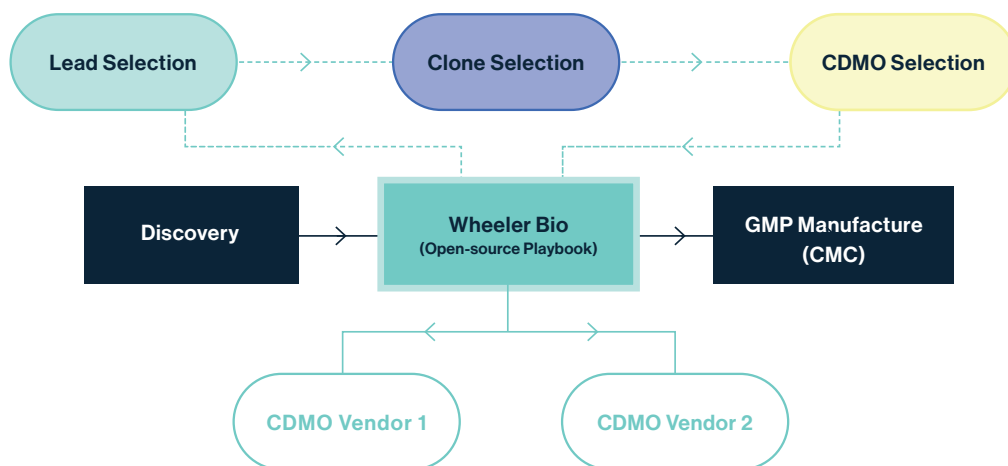 Lead Selection
Clone Selection
CDMO Selection
Discovery
Wheeler Bio
(Open-source Playbook)
GMP Manufacture
(CMC)
CDMO Vendor 1
CDMO Vendor 2